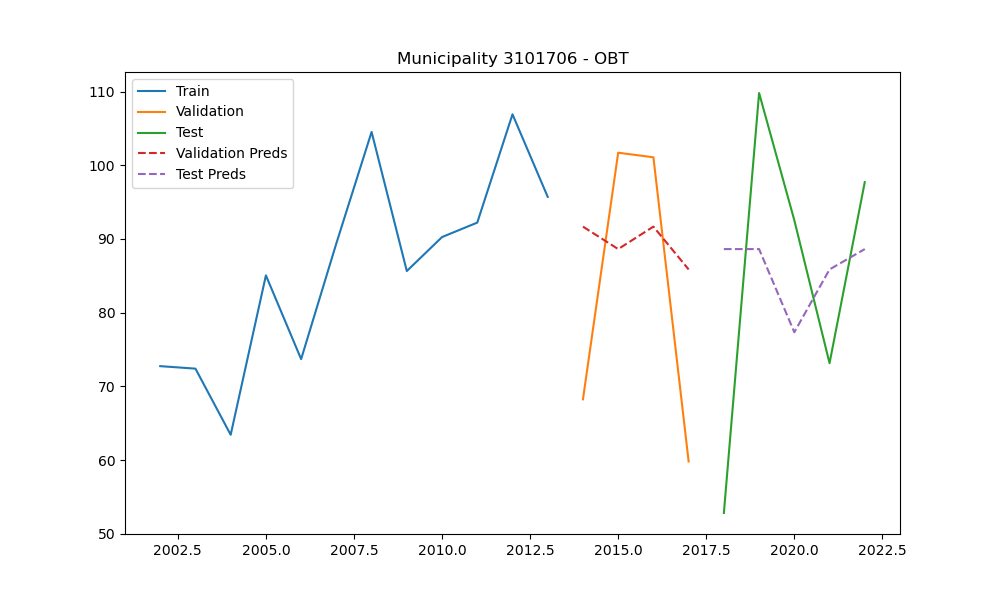 Municipality 3101706 - OBT
Train
Validation
Test
Validation Preds
Test Preds
110
100
90
80
70
60
50
2002.5 2005.0 2007.5 2010.0 2012.5 2015.0 2017.5 2020.0 2022.5